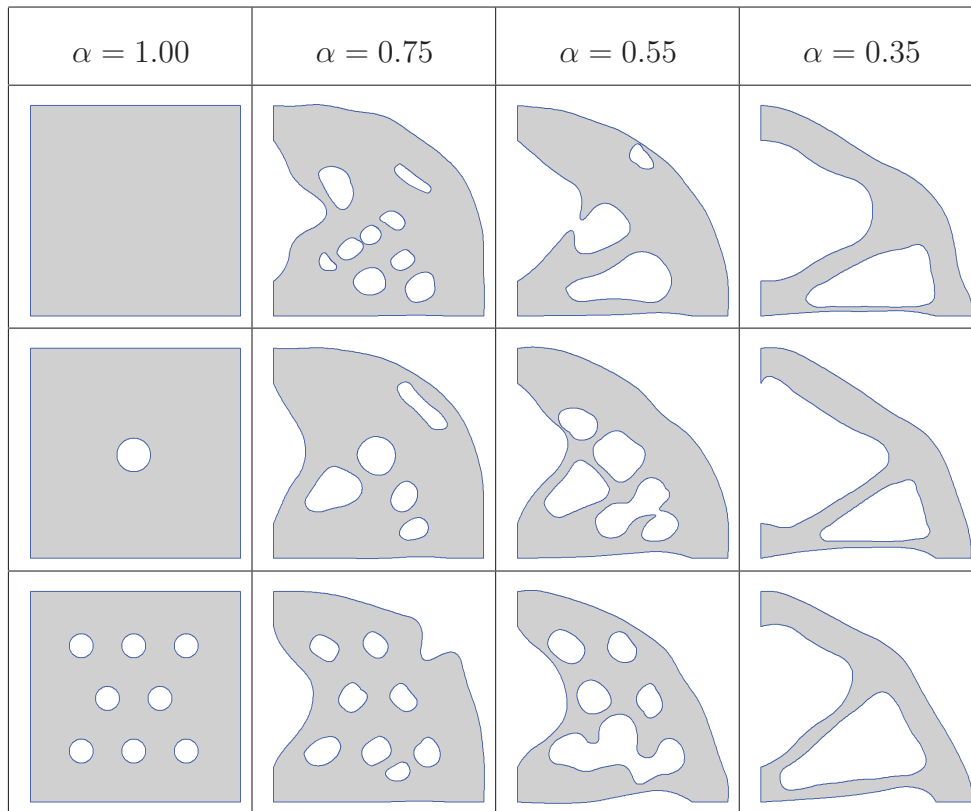 α = 1.00 α = 0.75 α = 0.55 α = 0.35